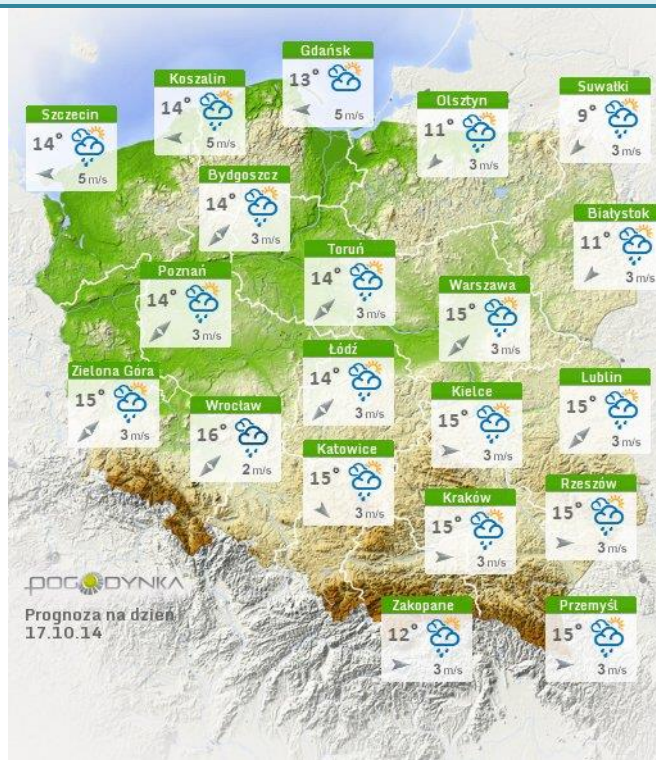 Gdańsk
13°
5 m/s
Koszalin
14°
5 m/s
Suwałki
9°
3 m/s
Olsztyn
11°
3 m/s
Szczecin
14°
5 m/s
Bydgoszcz
14°
3 m/s
Białystok
11°
3 m/s
Toruń
14°
3 m/s
Poznań
14°
3 m/s
Warszawa
15°
3 m/s
Łódź
14°
3 m/s
Zielona Góra
15°
3 m/s
Lublin
15°
3 m/s
Kielce
15°
3 m/s
Wrocław
16°
2 m/s
Katowice
15°
3 m/s
Rzeszów
15°
3 m/s
Kraków
15°
3 m/s
POGODYNKA
Prognoza na dzień
17.10.14
Zakopane
12°
3 m/s
Przemyśl
15°
3 m/s